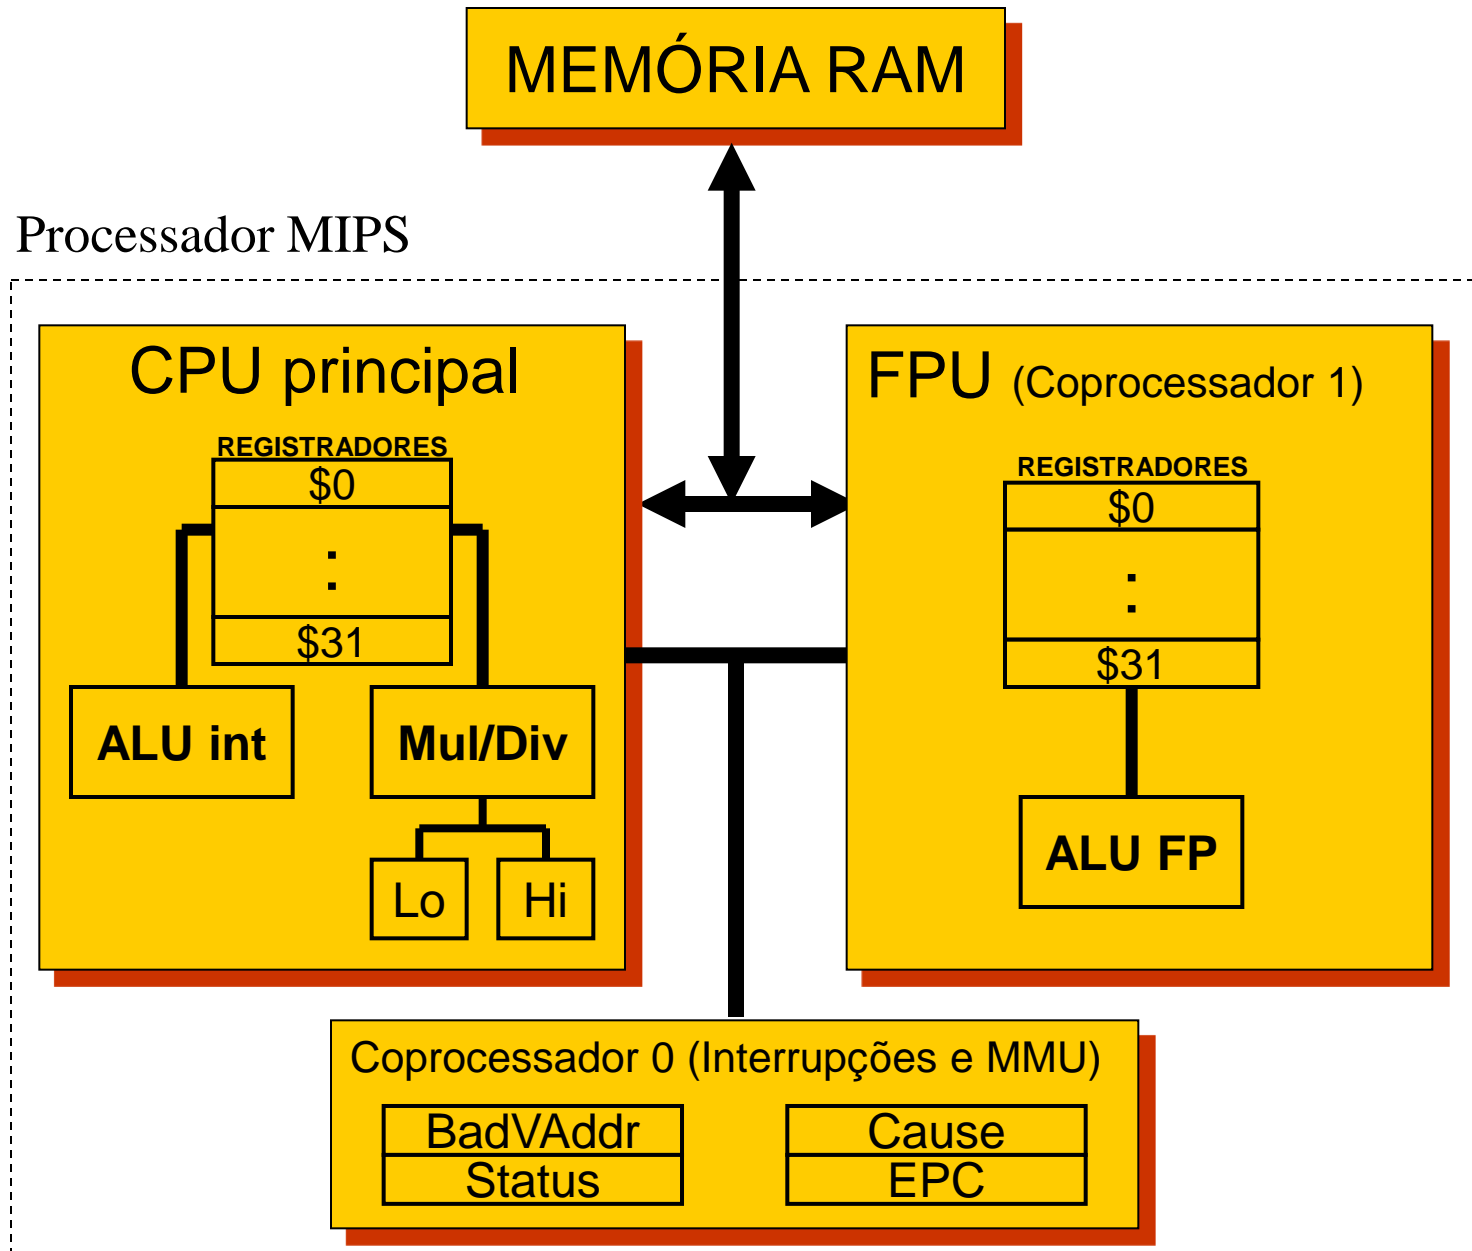 MEMÓRIA RAM
Processador MIPS
CPU principal
REGISTRADORES
$0
:
$31
ALU int
Mul/Div
Lo
Hi
FPU (Coprocessador 1)
REGISTRADORES
$0
:
$31
ALU FP
Coprocessador 0 (Interrupções e MMU)
BadVAddr
Status
Cause
EPC